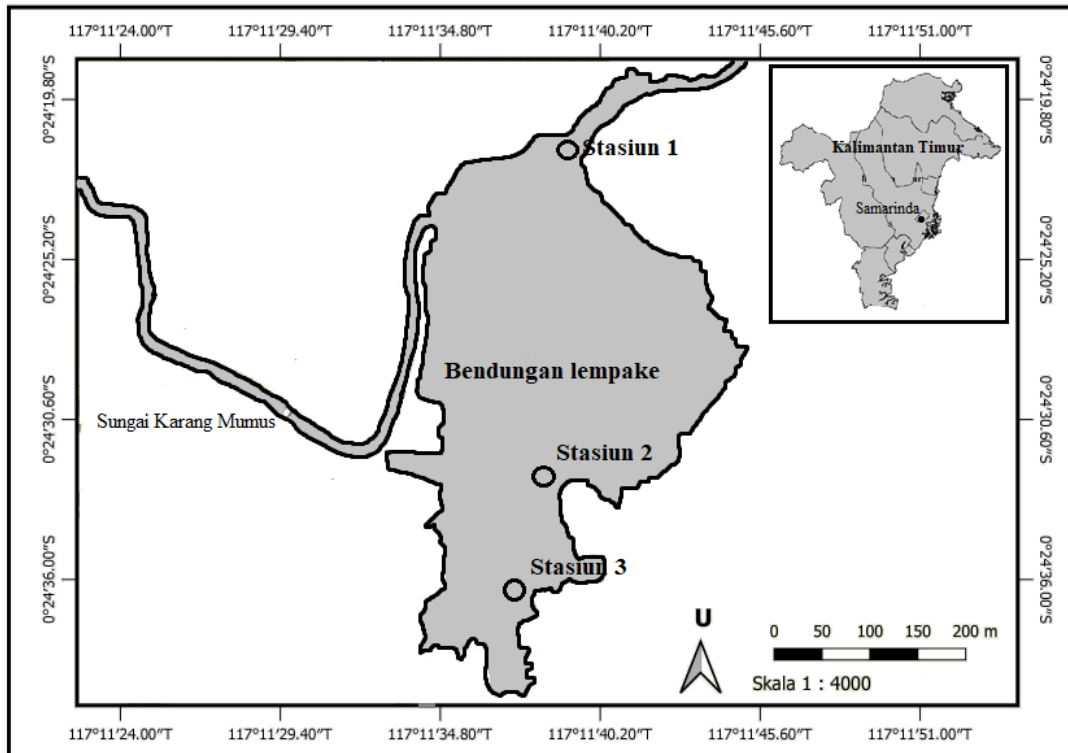 117°11'24.00"T 117°11'29.40"T 117°11'34.80"T 117°11'40.20"T 117°11'45.60"T 117°11'51.00"T
0°24'19.80"S
0°24'25.20"S
0°24'30.60"S
0°24'36.00"S
Stasiun 1
Bendungan lempake
Sungai Karang Mumus
Stasiun 2
Stasiun 3
Kalimantan Timur
Samarinda
0°24'19.80"S
0°24'25.20"S
0°24'30.60"S
0°24'36.00"S
U
0 50 100 150 200 m
Skala 1 : 4000
117°11'24.00"T 117°11'29.40"T 117°11'34.80"T 117°11'40.20"T 117°11'45.60"T 117°11'51.00"T